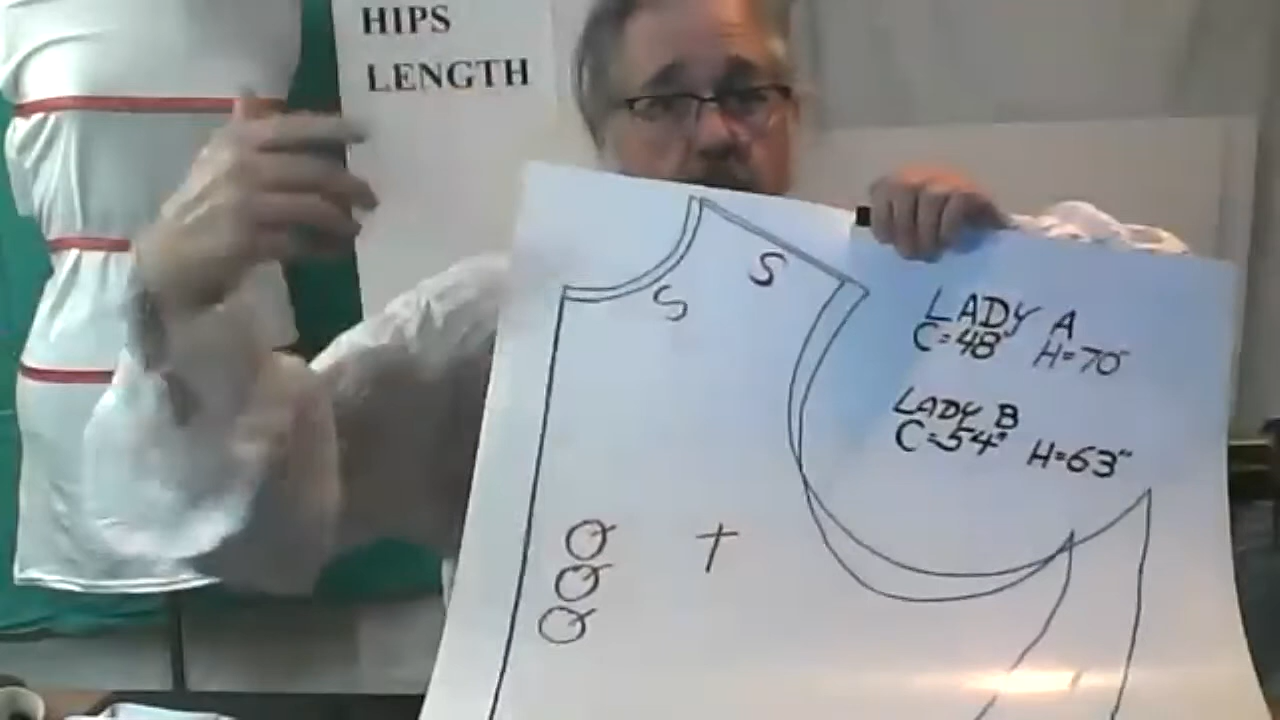 HIPS
LENGTH
S
S
LADY A
C=48" H=70"
LADY B
C=54" H=63"
Q
Q
Q